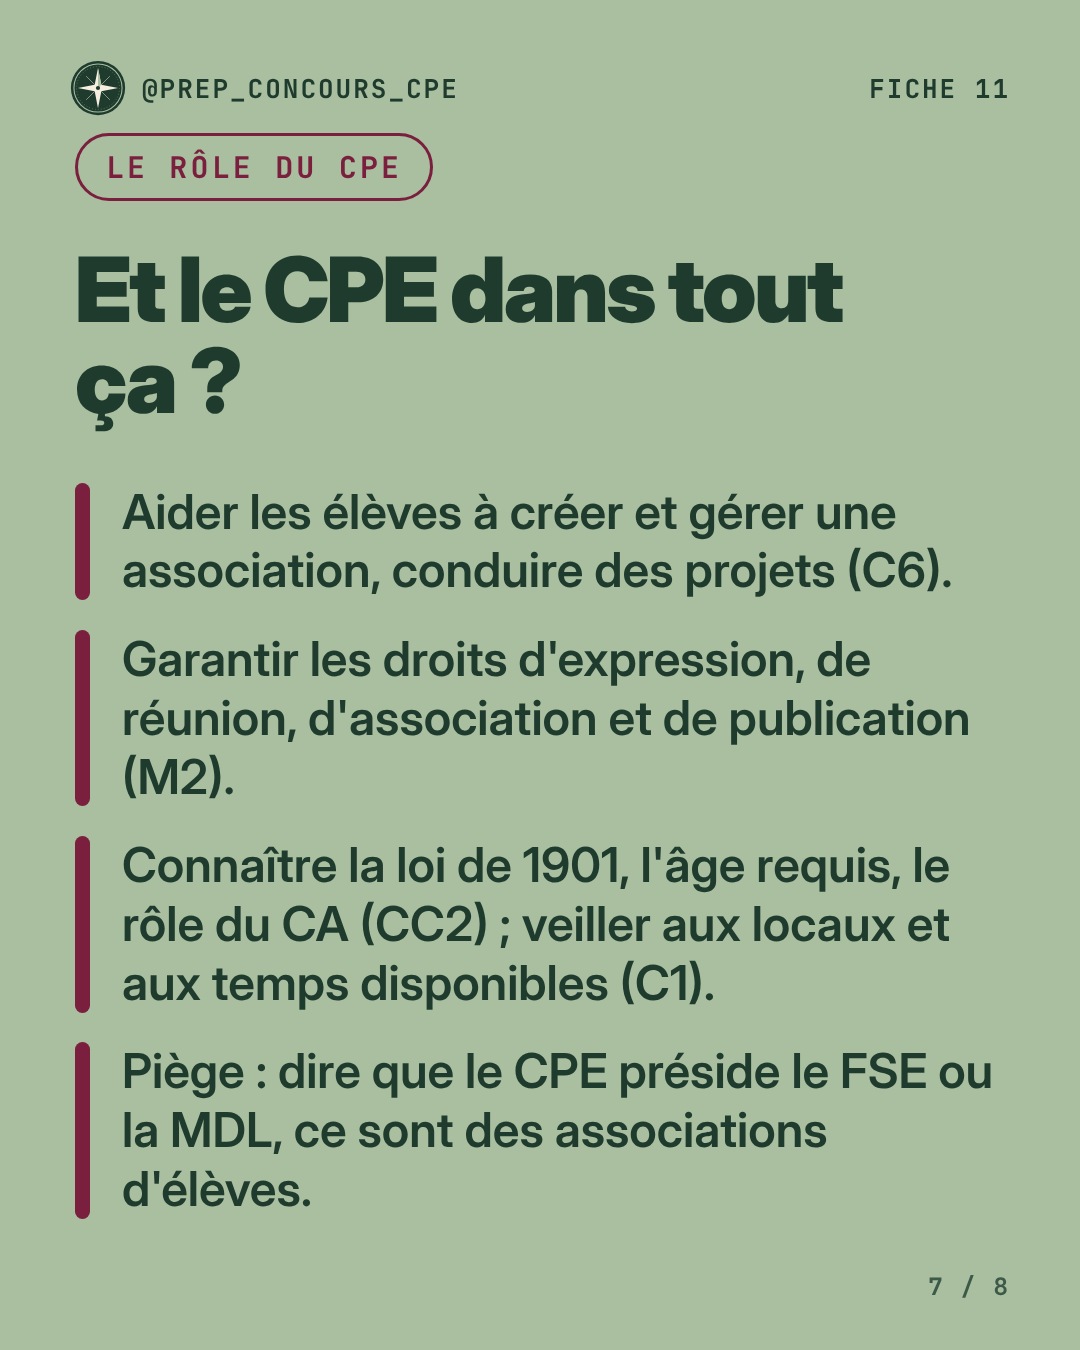 @PREP_CONCOURS_CPE
FICHE 11
LE RÔLE DU CPE
Et le CPE dans tout
ça ?
Aider les élèves à créer et gérer une
association, conduire des projets (C6).
Garantir les droits d'expression, de
réunion, d'association et de publication
(M2).
Connaître la loi de 1901, l'âge requis, le
rôle du CA (CC2) ; veiller aux locaux et
aux temps disponibles (C1).
Piège : dire que le CPE préside le FSE ou
la MDL, ce sont des associations
d'élèves.
7 / 8